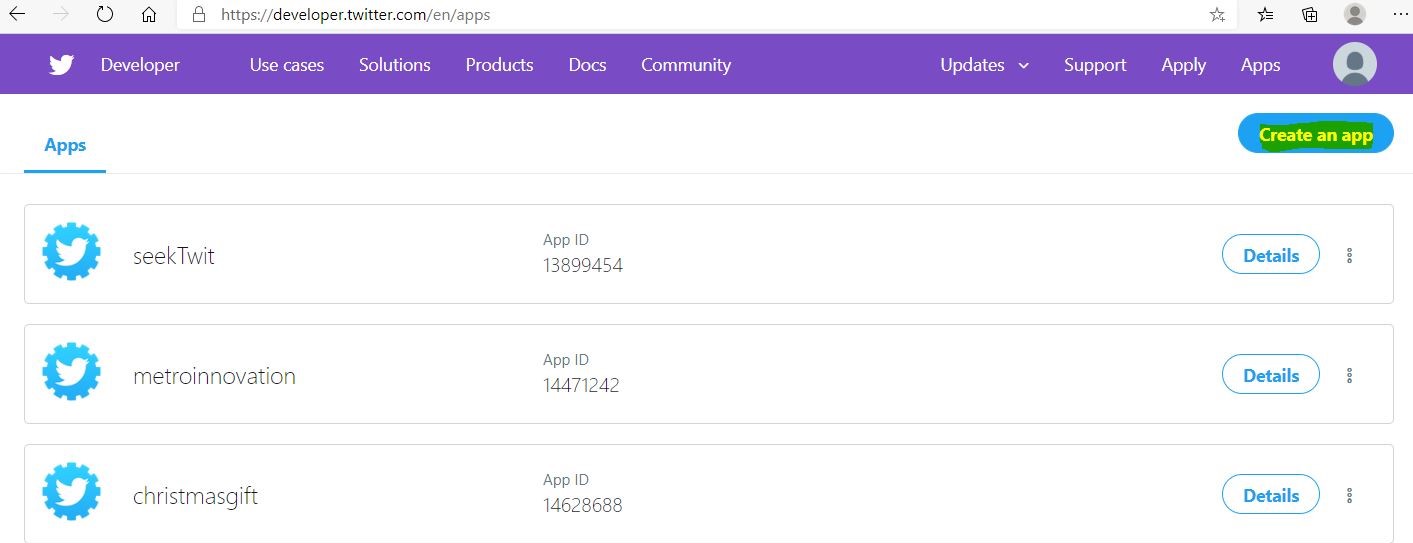 https://developer.twitter.com/en/apps
Developer Use cases Solutions Products Docs Community Updates Support Apply Apps
Apps
Create an app
seekTwit
App ID
13899454
Details
metroinnovation
App ID
14471242
Details
christmasgift
App ID
14628688
Details